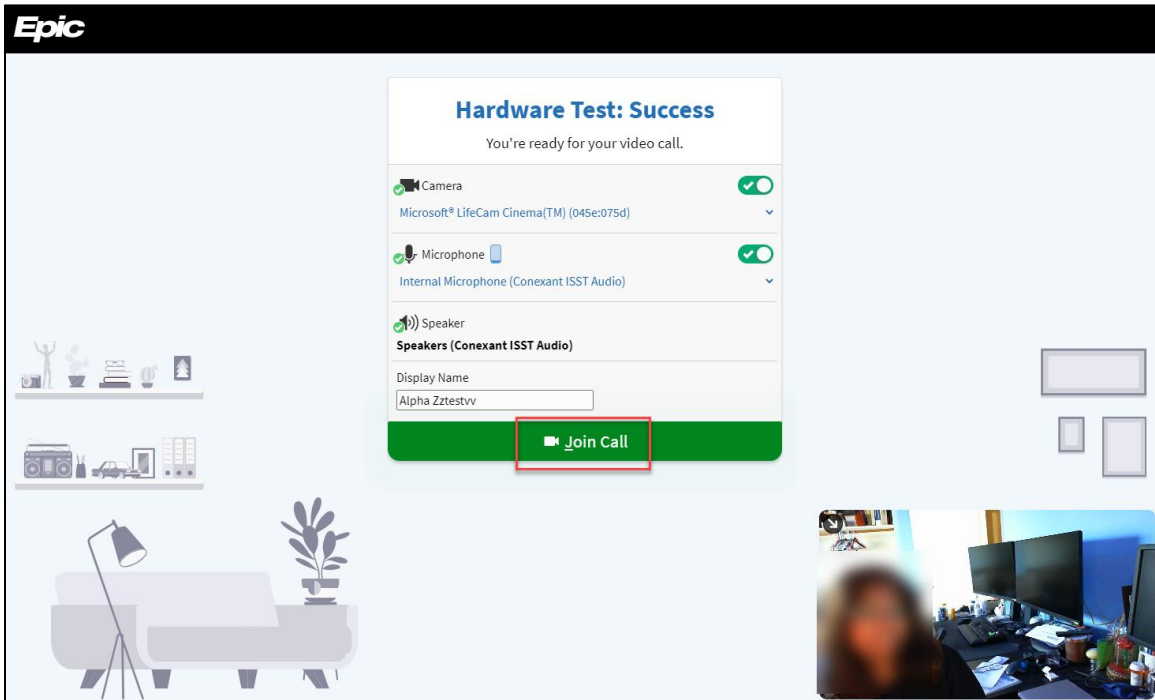 Epic
Hardware Test: Success
You're ready for your video call.
Camera
Microsoft® LifeCam Cinema(TM) (045e:075d)
Microphone
Internal Microphone (Conexant ISST Audio)
Speaker
Speakers (Conexant ISST Audio)
Display Name
Alpha Zztestvv
Join Call